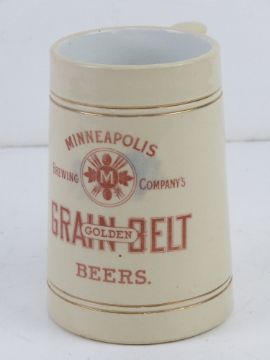 MINNEAPOLIS
BREWING COMPANY'S
M
GRAIN BELT
GOLDEN
BEERS.